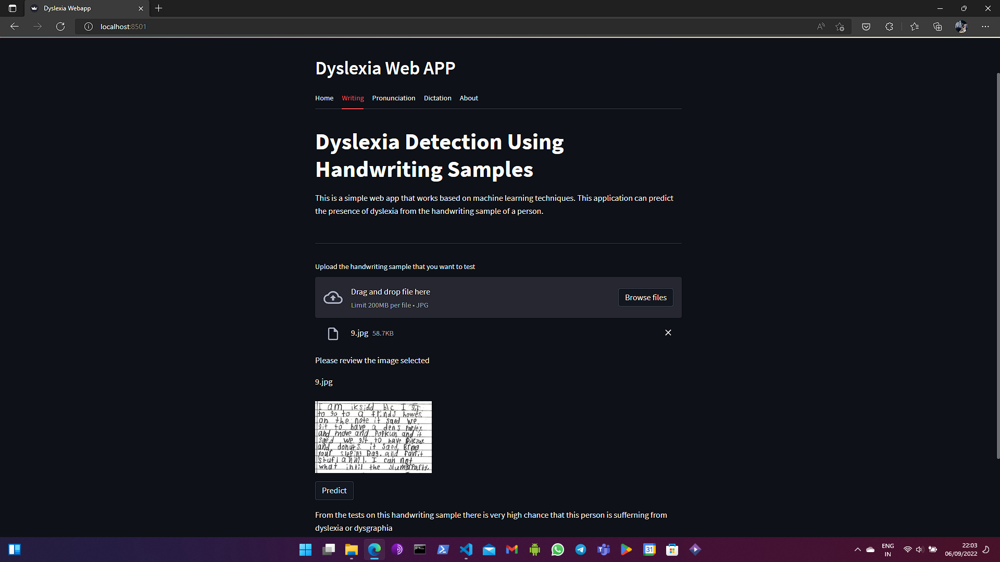 Dyslexia Webapp
localhost:8501
Dyslexia Web APP
Home Writing Pronunciation Dictation About
Dyslexia Detection Using
Handwriting Samples
This is a simple web app that works based on machine learning techniques. This application can predict
the presence of dyslexia from the handwriting sample of a person.
Upload the handwriting sample that you want to test
Drag and drop file here
Limit 200MB per file • JPG
Browse files
9.jpg 58.7KB
Please review the image selected
9.jpg
I am iksidid b/c I git
to go to a frinds howes.
on the note it saed we
git to have a dens partey.
and move and PoPkun and it
saed we git to have
and donuts. it saed Bring
your sleping Bag. and favrit
stuf animl. I can not
what intil the slumBrParty.
Predict
From the tests on this handwriting sample there is very high chance that this person is sufferning from
dyslexia or dysgraphia
31
ENG
IN
22:03
06/09/2022